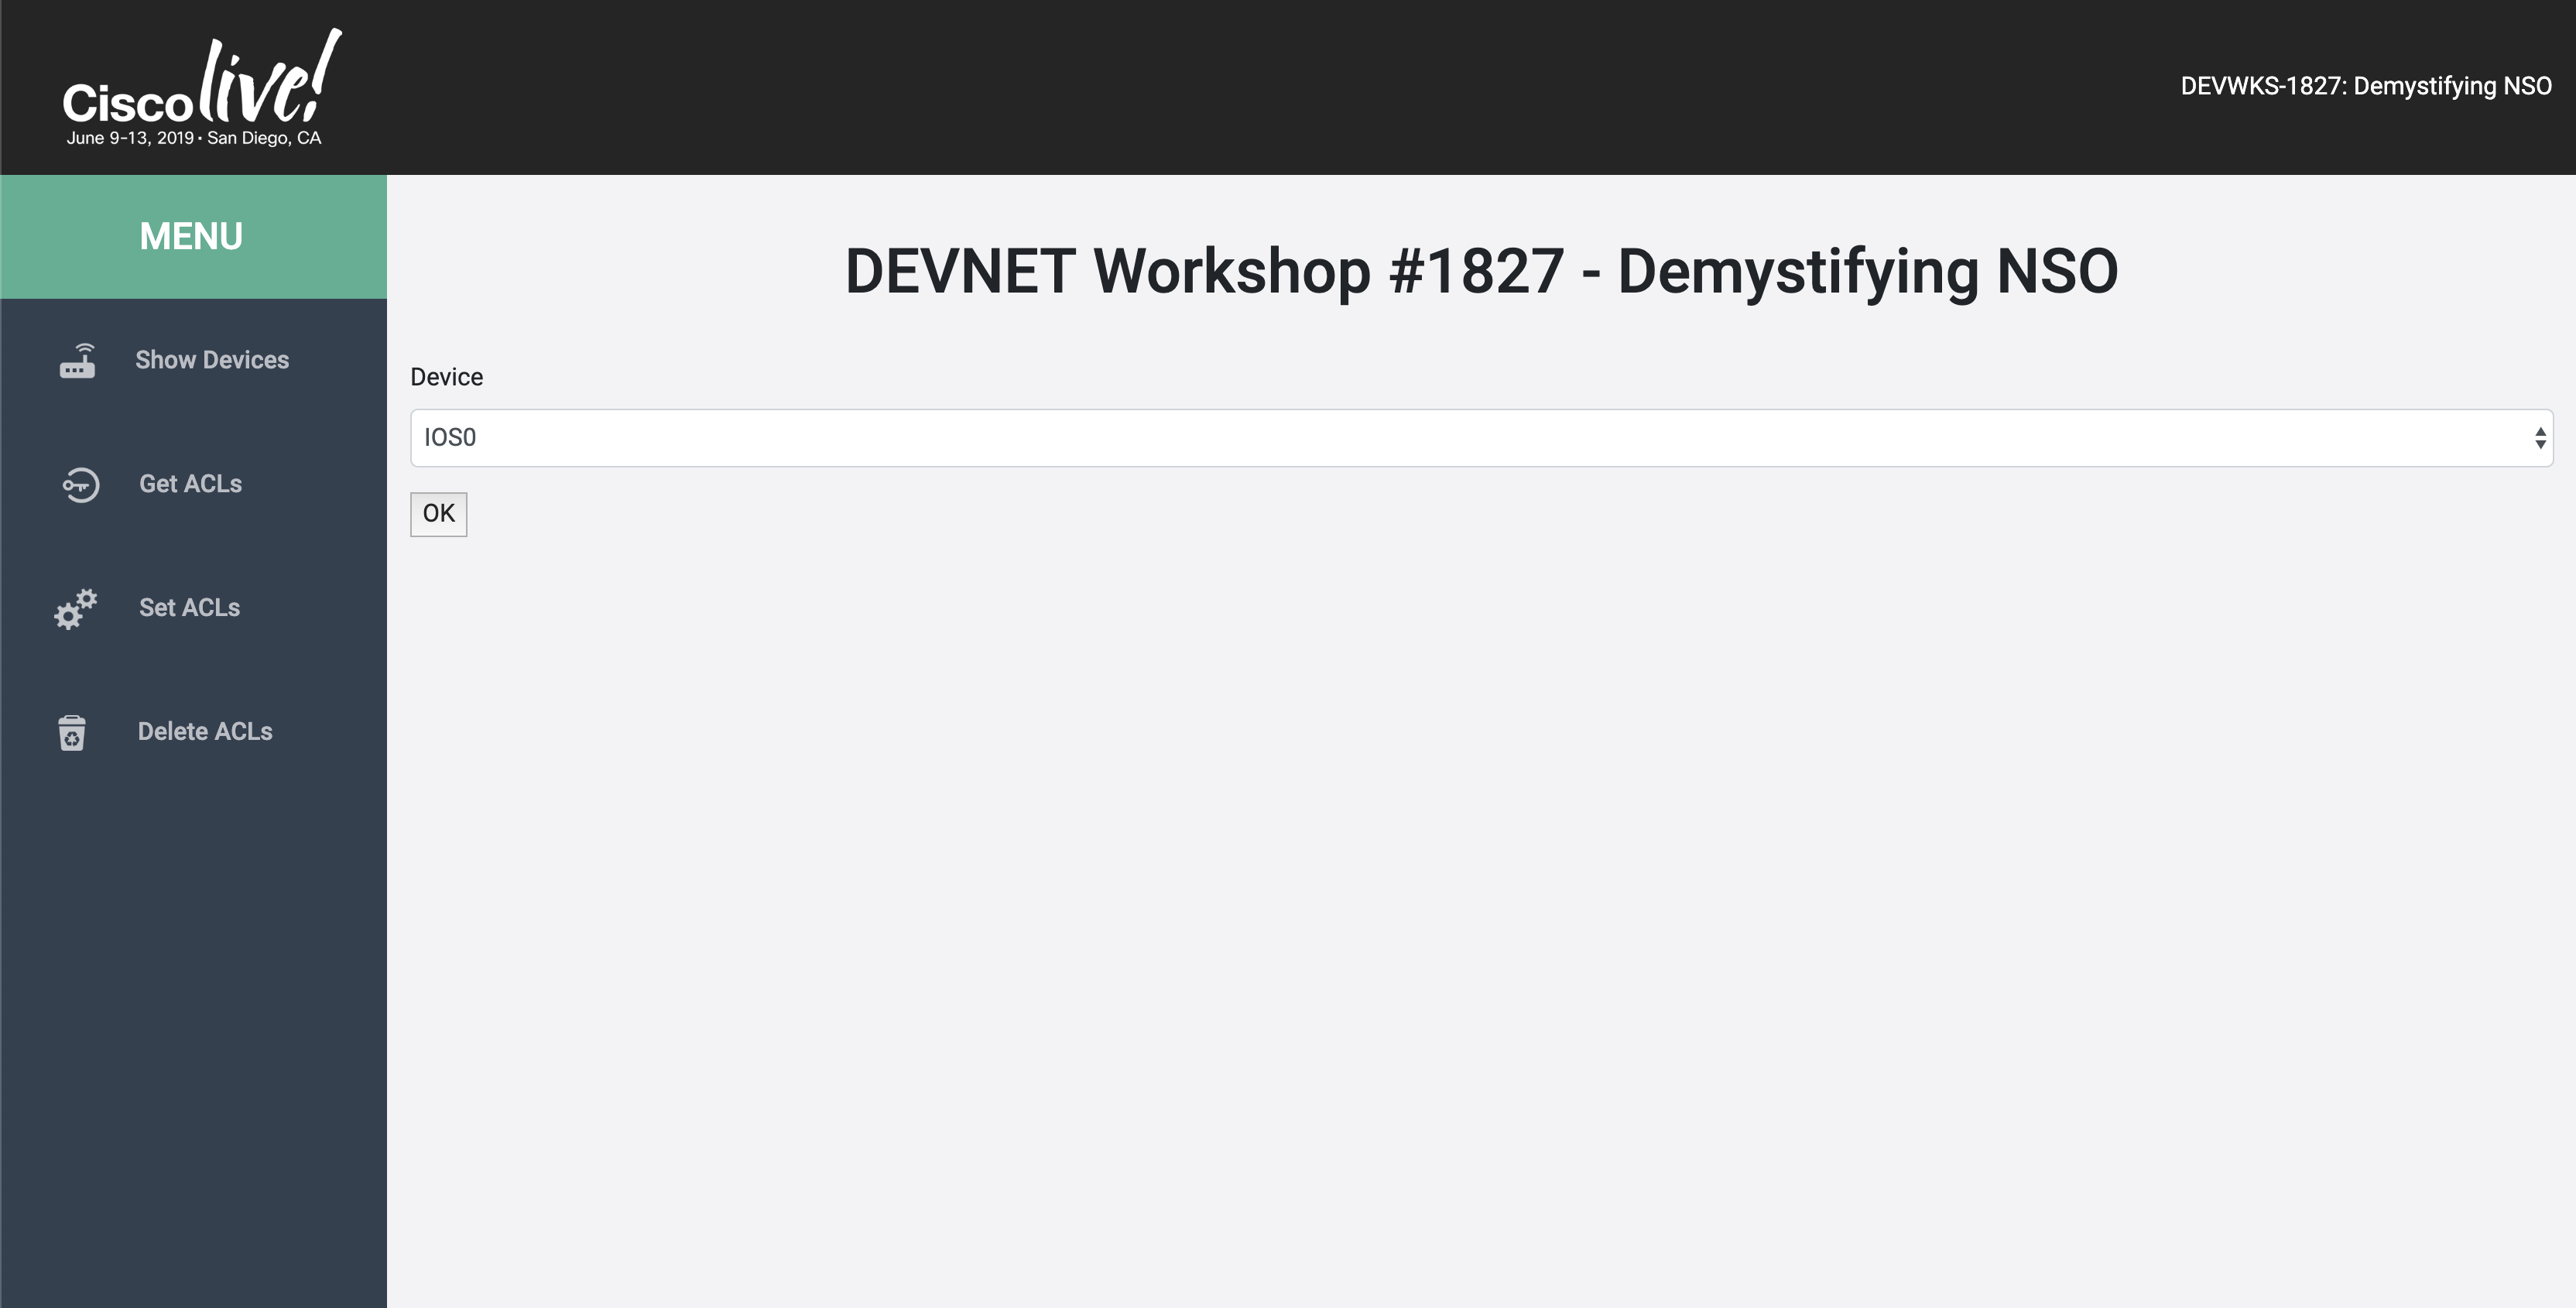 Cisco live!
June 9-13, 2019 • San Diego, CA
DEVWKS-1827: Demystifying NSO
MENU
Show Devices
Get ACLs
Set ACLs
Delete ACLs
DEVNET Workshop #1827 - Demystifying NSO
Device
IOS0
OK